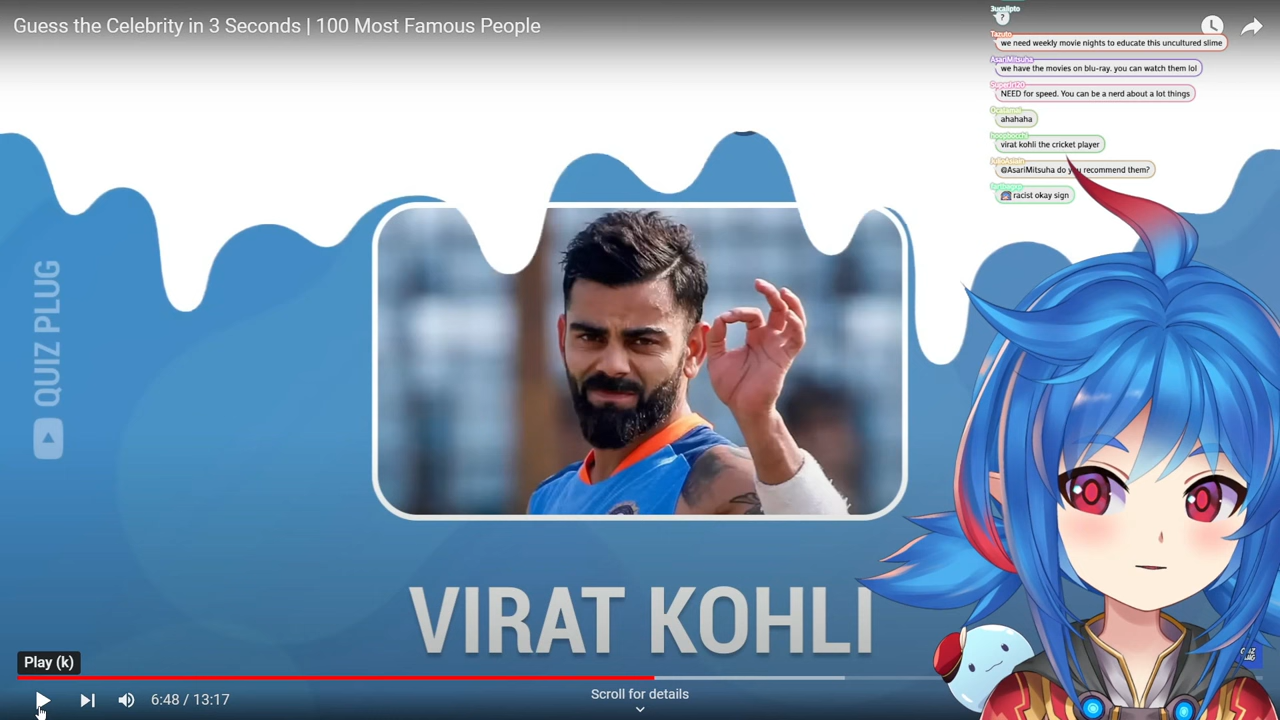 Guess the Celebrity in 3 Seconds | 100 Most Famous People
3ucalipto
?
Tazuto
we need weekly movie nights to educate this uncultured slime
AsariMitsuha
we have the movies on blu-ray. you can watch them lol
NEED for speed. You can be a nerd about a lot things
ahahaha
virat kohli the cricket player
@AsariMitsuha do you recommend them?
racist okay sign
QUIZ PLUG
VIRAT KOHLI
Play (k)
6:48 / 13:17
Scroll for details